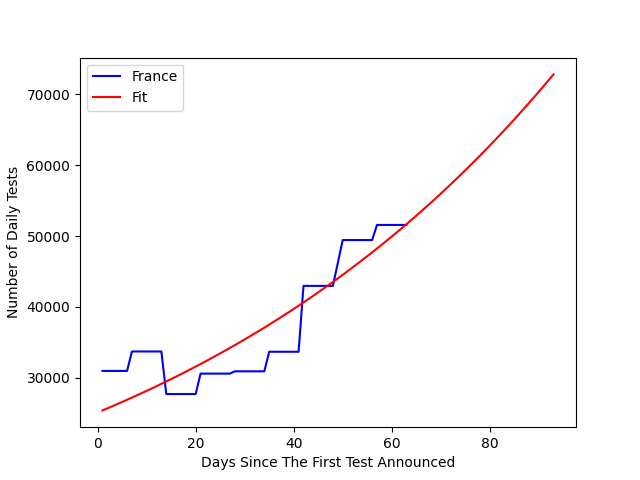 France
Fit
70000
60000
50000
40000
30000
Number of Daily Tests
0 20 40 60 80
Days Since The First Test Announced